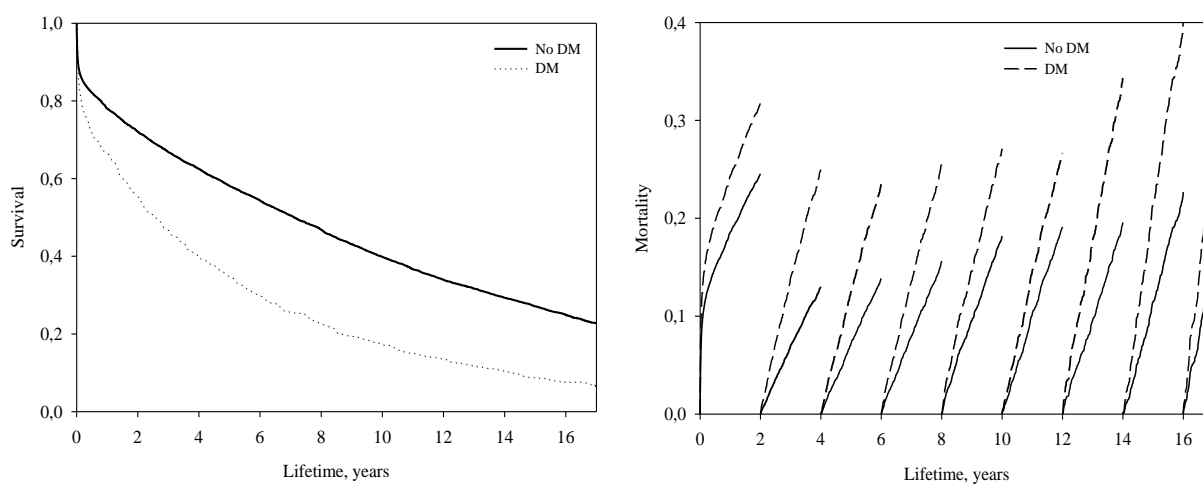 1,0
0,8
0,6
0,4
0,2
0,0
Survival
No DM
DM
0 2 4 6 8 10 12 14 16
Lifetime, years
0,4
0,3
0,2
0,1
0,0
Mortality
No DM
DM
0 2 4 6 8 10 12 14 16
Lifetime, years